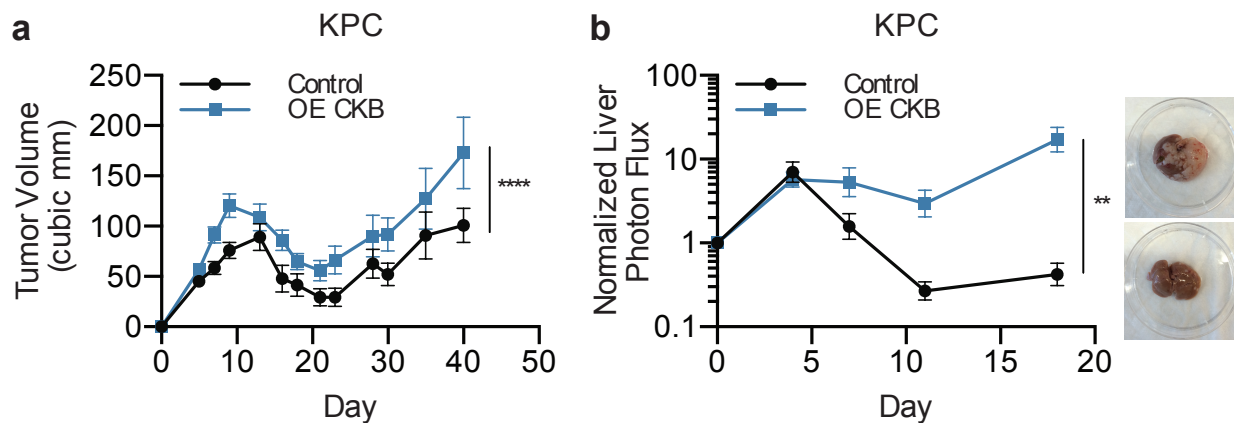 a
KPC
Control
OE CKB
Tumor Volume
(cubic mm)
250
200
150
100
50
0
0 10 20 30 40 50
Day
****
b
KPC
Control
OE CKB
Normalized Liver
Photon Flux
100
10
1
0.1
0 5 10 15 20
Day
**